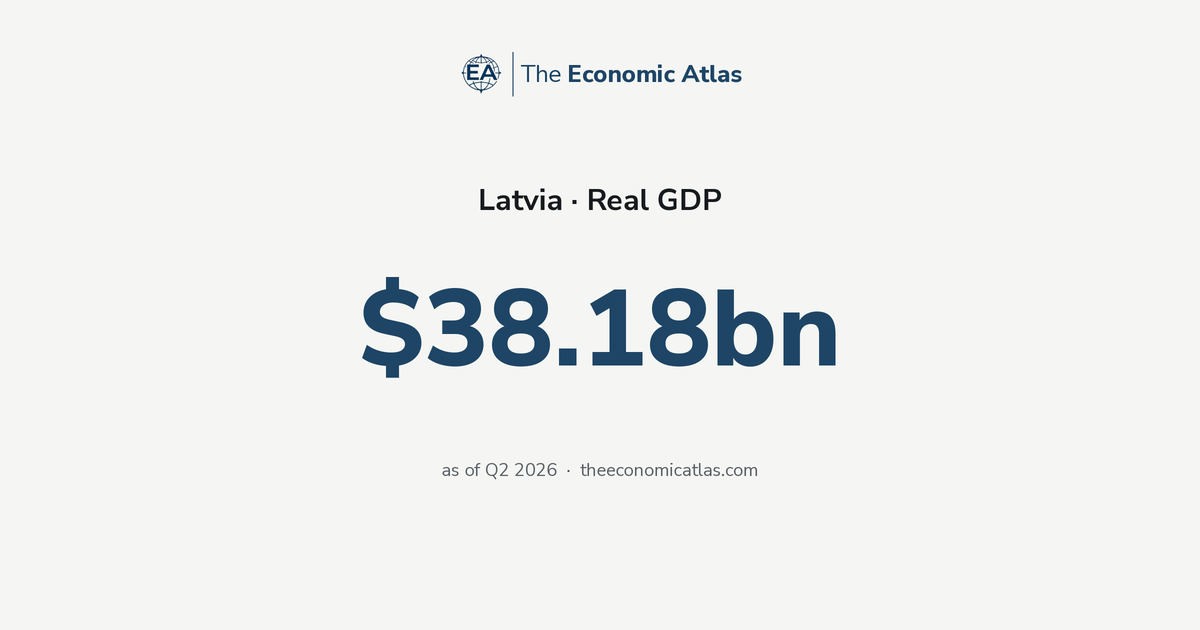 EA The Economic Atlas
Latvia · Real GDP
$38.18bn
as of Q2 2026 · theeconomicatlas.com